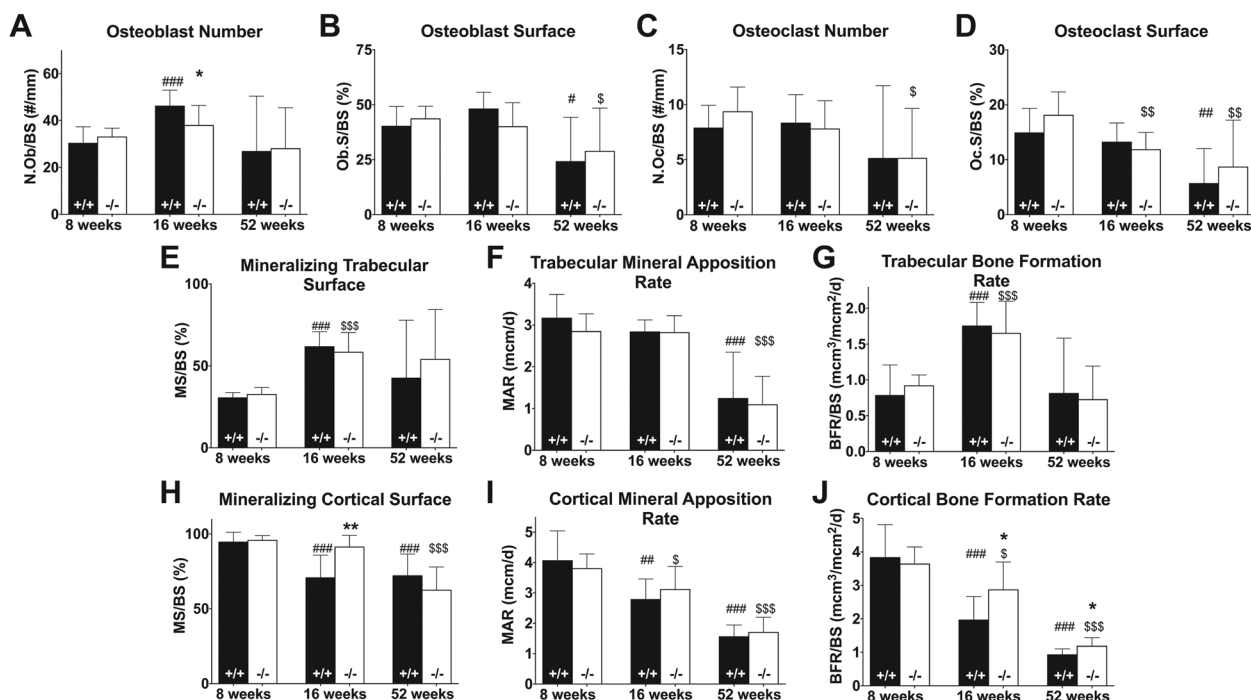 A
Osteoblast Number
N.Ob/BS (#/mm)
60
40
20
0
###
*
+/+
-/-
+/+
-/-
+/+
-/-
8 weeks
16 weeks
52 weeks
B
Osteoblast Surface
Ob.S/BS (%)
75
50
25
0
#
$
+/+
-/-
+/+
-/-
+/+
-/-
8 weeks
16 weeks
52 weeks
C
Osteoclast Number
N.Oc/BS (#/mm)
15
10
5
0
$
+/+
-/-
+/+
-/-
+/+
-/-
8 weeks
16 weeks
52 weeks
D
Osteoclast Surface
Oc.S/BS (%)
30
20
10
0
$$
##
$$
+/+
-/-
+/+
-/-
+/+
-/-
8 weeks
16 weeks
52 weeks
E
Mineralizing Trabecular
Surface
MS/BS (%)
100
50
0
###
$$$
+/+
-/-
+/+
-/-
+/+
-/-
8 weeks
16 weeks
52 weeks
F
Trabecular Mineral Apposition
Rate
MAR (mcm/d)
4
3
2
1
0
###
$$$
+/+
-/-
+/+
-/-
+/+
-/-
8 weeks
16 weeks
52 weeks
G
Trabecular Bone Formation
Rate
BFR/BS (mcm³/mcm²/d)
2.0
1.5
1.0
0.5
0.0
###
$$$
+/+
-/-
+/+
-/-
+/+
-/-
8 weeks
16 weeks
52 weeks
H
Mineralizing Cortical Surface
MS/BS (%)
100
50
0
###
**
###
$$$
+/+
-/-
+/+
-/-
+/+
-/-
8 weeks
16 weeks
52 weeks
I
Cortical Mineral Apposition
Rate
MAR (mcm/d)
5
4
3
2
1
0
##
$
###
$$$
+/+
-/-
+/+
-/-
+/+
-/-
8 weeks
16 weeks
52 weeks
J
Cortical Bone Formation Rate
BFR/BS (mcm³/mcm²/d)
5
4
3
2
1
0
###
*
$
###
*
$$$
+/+
-/-
+/+
-/-
+/+
-/-
8 weeks
16 weeks
52 weeks